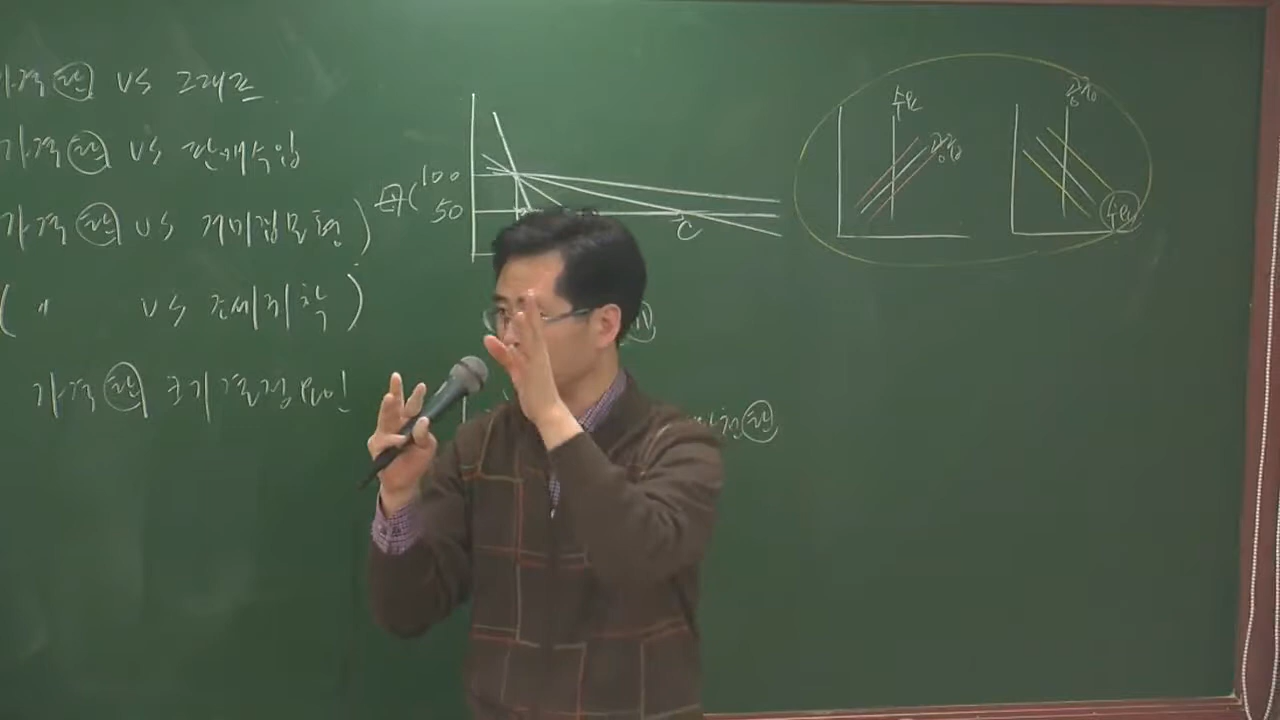 가격탄 vs 그래프
가격탄 vs 판매수입
가격탄 vs 거미집모형)
( 〃 vs 조세귀착)
가격탄 크기결정요인
100
50
c
탄
수요
공급
공급
수요